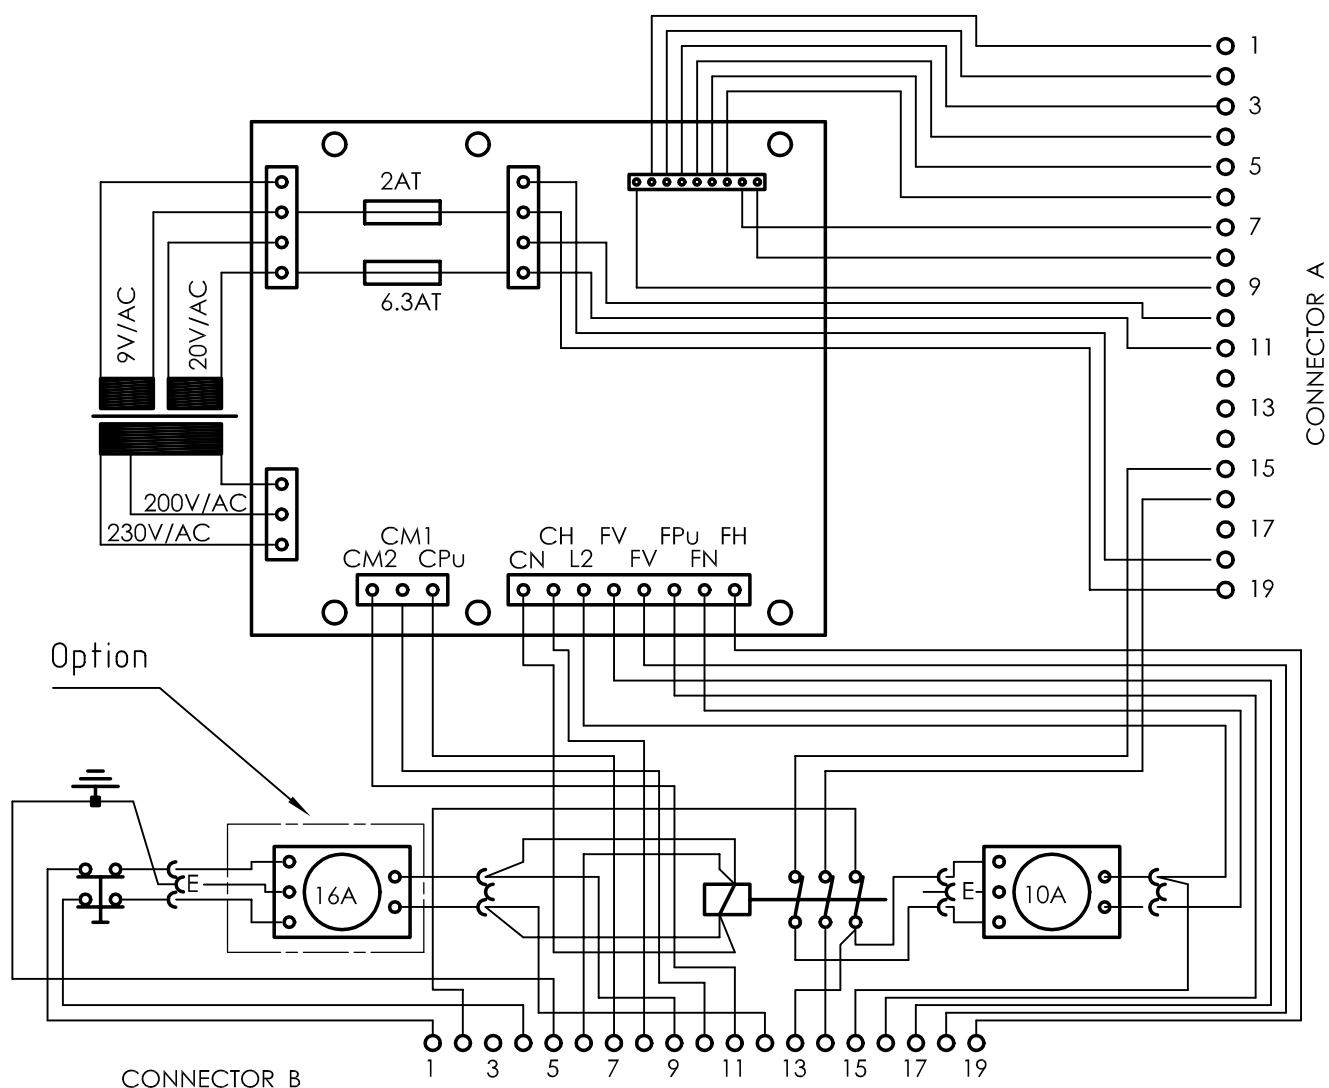 1
3
5
7
9
11
13
15
17
19
CONNECTOR A
2AT
6.3AT
9V/AC
20V/AC
200V/AC
230V/AC
CM1
CM2 CPu
CH FV FPu FH
CN L2 FV FN
Option
E
16A
E
10A
1 3 5 7 9 11 13 15 17 19
CONNECTOR B